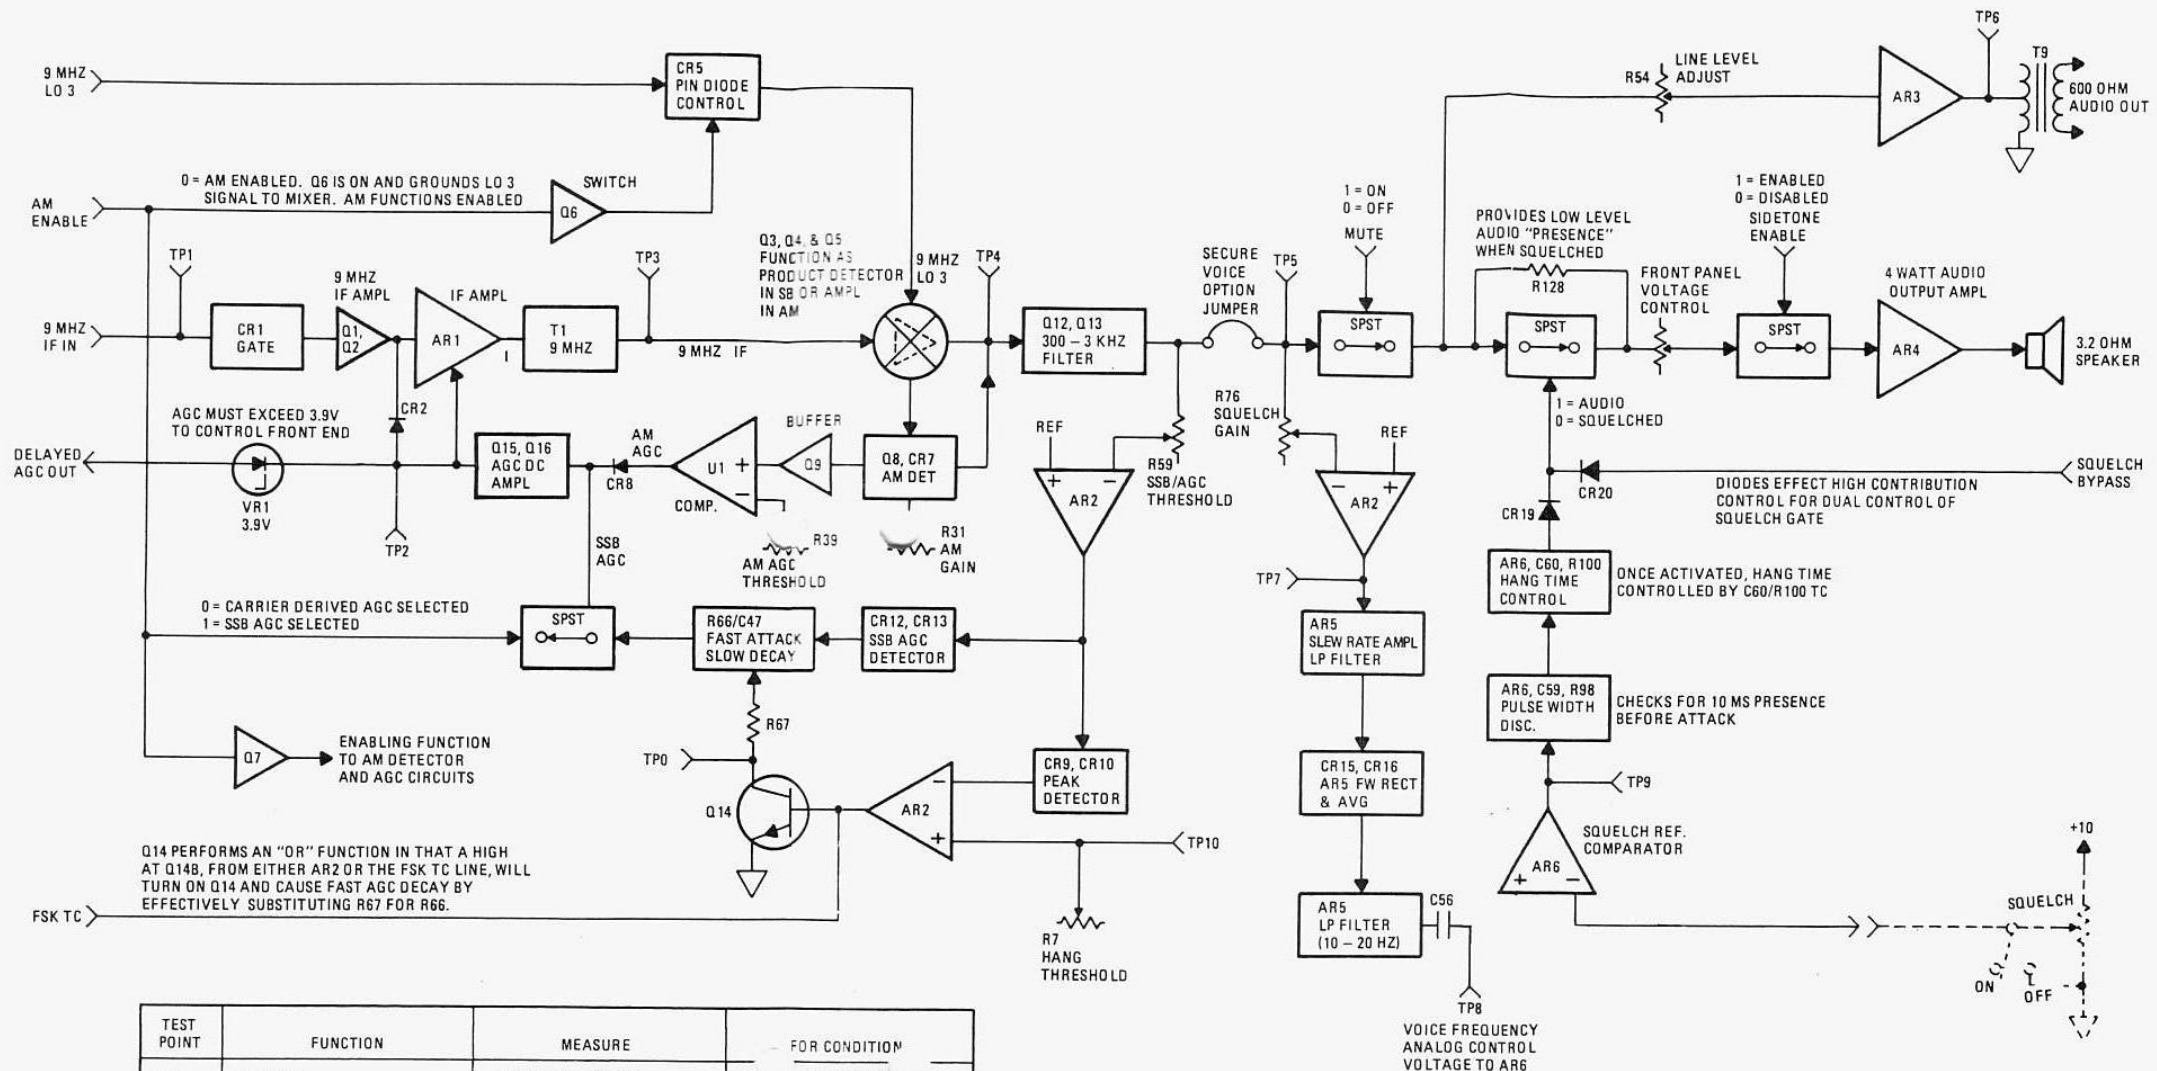 TP6
T9
9 MHZ
LO 3
CR5
PIN DIODE
CONTROL
R54
LINE LEVEL
ADJUST
AR3
600 OHM
AUDIO OUT
0 = AM ENABLED. Q6 IS ON AND GROUNDS LO 3
SIGNAL TO MIXER. AM FUNCTIONS ENABLED
SWITCH
Q6
AM
ENABLE
1 = ON
0 = OFF
MUTE
1 = ENABLED
0 = DISABLED
SIDETONE
ENABLE
PROVIDES LOW LEVEL
AUDIO "PRESENCE"
WHEN SQUELCHED
R128
TP1
9 MHZ
IF AMPL
IF AMPL
TP3
Q3, Q4, & Q5
FUNCTION AS
PRODUCT DETECTOR
IN SB OR AMPL
IN AM
9 MHZ
LO 3
TP4
SECURE
VOICE
OPTION
JUMPER
TP5
FRONT PANEL
VOLTAGE
CONTROL
4 WATT AUDIO
OUTPUT AMPL
9 MHZ
IF IN
CR1
GATE
Q1,
Q2
AR1
T1
9 MHZ
9 MHZ IF
Q12, Q13
300 – 3 KHZ
FILTER
SPST
SPST
SPST
AR4
3.2 OHM
SPEAKER
CR2
AGC MUST EXCEED 3.9V
TO CONTROL FRONT END
DELAYED
AGC OUT
VR1
3.9V
TP2
Q15, Q16
AGC DC
AMPL
AM
AGC
CR8
U1
+
–
COMP.
BUFFER
Q9
Q8, CR7
AM DET
R39
AM AGC
THRESHOLD
R31
AM
GAIN
SSB
AGC
REF
+
–
AR2
R59
SSB/AGC
THRESHOLD
R76
SQUELCH
GAIN
REF
–
+
AR2
1 = AUDIO
0 = SQUELCHED
CR20
SQUELCH
BYPASS
DIODES EFFECT HIGH CONTRIBUTION
CONTROL FOR DUAL CONTROL OF
SQUELCH GATE
CR19
TP7
AR6, C60, R100
HANG TIME
CONTROL
ONCE ACTIVATED, HANG TIME
CONTROLLED BY C60/R100 TC
0 = CARRIER DERIVED AGC SELECTED
1 = SSB AGC SELECTED
SPST
R66/C47
FAST ATTACK
SLOW DECAY
CR12, CR13
SSB AGC
DETECTOR
AR5
SLEW RATE AMPL
LP FILTER
AR6, C59, R98
PULSE WIDTH
DISC.
CHECKS FOR 10 MS PRESENCE
BEFORE ATTACK
R67
Q7
ENABLING FUNCTION
TO AM DETECTOR
AND AGC CIRCUITS
TP0
Q14
AR2
–
+
CR9, CR10
PEAK
DETECTOR
CR15, CR16
AR5 FW RECT
& AVG
TP9
TP10
SQUELCH REF.
COMPARATOR
AR6
+
–
+10
Q14 PERFORMS AN "OR" FUNCTION IN THAT A HIGH
AT Q14B, FROM EITHER AR2 OR THE FSK TC LINE, WILL
TURN ON Q14 AND CAUSE FAST AGC DECAY BY
EFFECTIVELY SUBSTITUTING R67 FOR R66.
FSK TC
R7
HANG
THRESHOLD
AR5
LP FILTER
(10 – 20 HZ)
C56
SQUELCH
ON
OFF
TP8
VOICE FREQUENCY
ANALOG CONTROL
VOLTAGE TO AR6
TEST
POINT
FUNCTION
MEASURE
FOR CONDITION